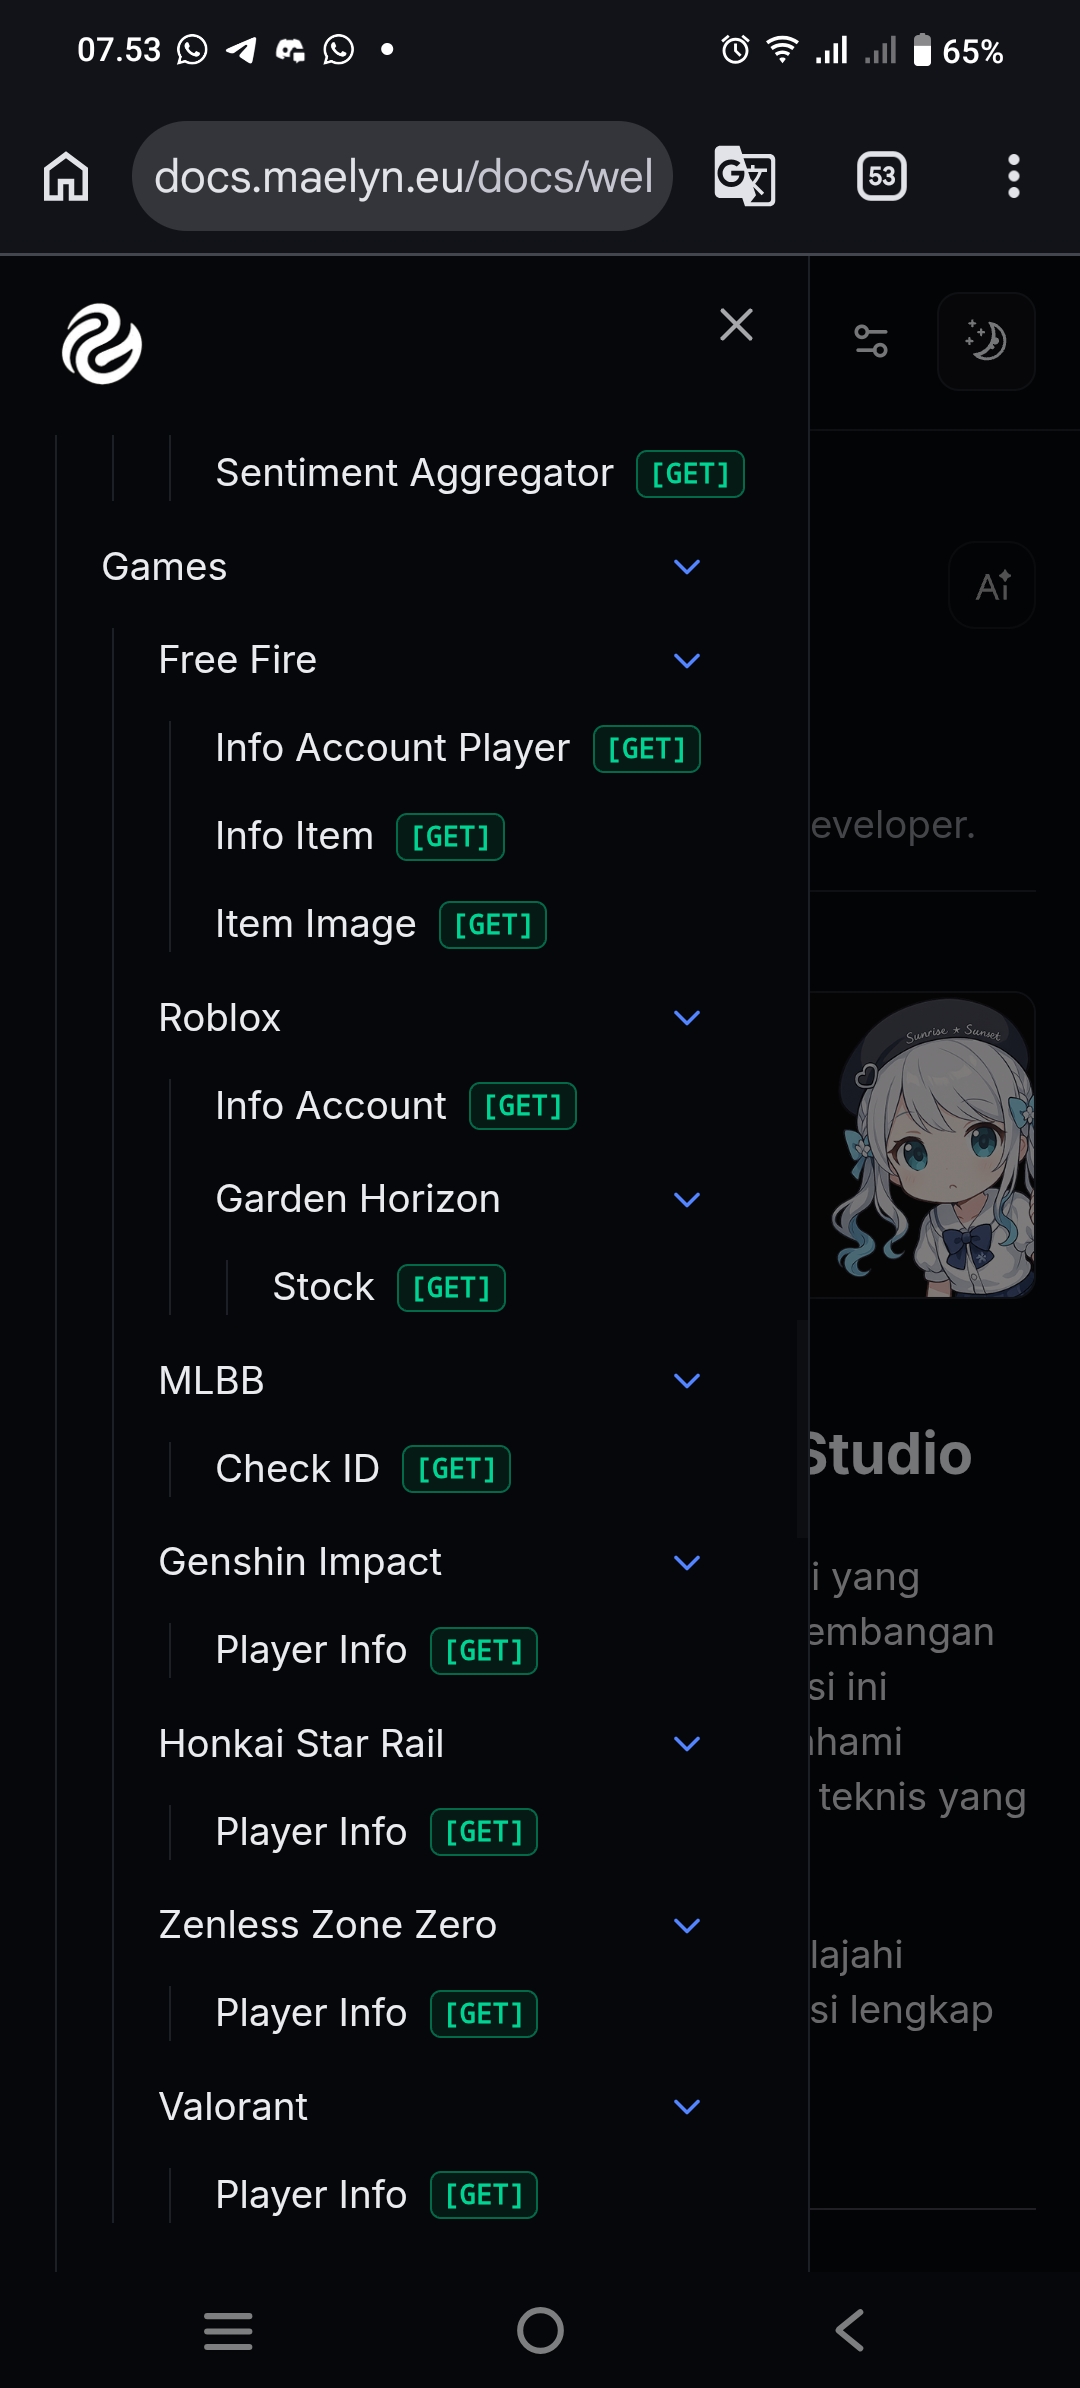 07.53
65%
docs.maelyn.eu/docs/wel
53
Sentiment Aggregator [GET]
Games
Free Fire
Info Account Player [GET]
Info Item [GET]
Item Image [GET]
Roblox
Info Account [GET]
Garden Horizon
Stock [GET]
MLBB
Check ID [GET]
Genshin Impact
Player Info [GET]
Honkai Star Rail
Player Info [GET]
Zenless Zone Zero
Player Info [GET]
Valorant
Player Info [GET]
Ai
eveloper.
Sunrise ★ Sunset
Studio
i yang
embangan
si ini
hami
teknis yang
lajahi
si lengkap